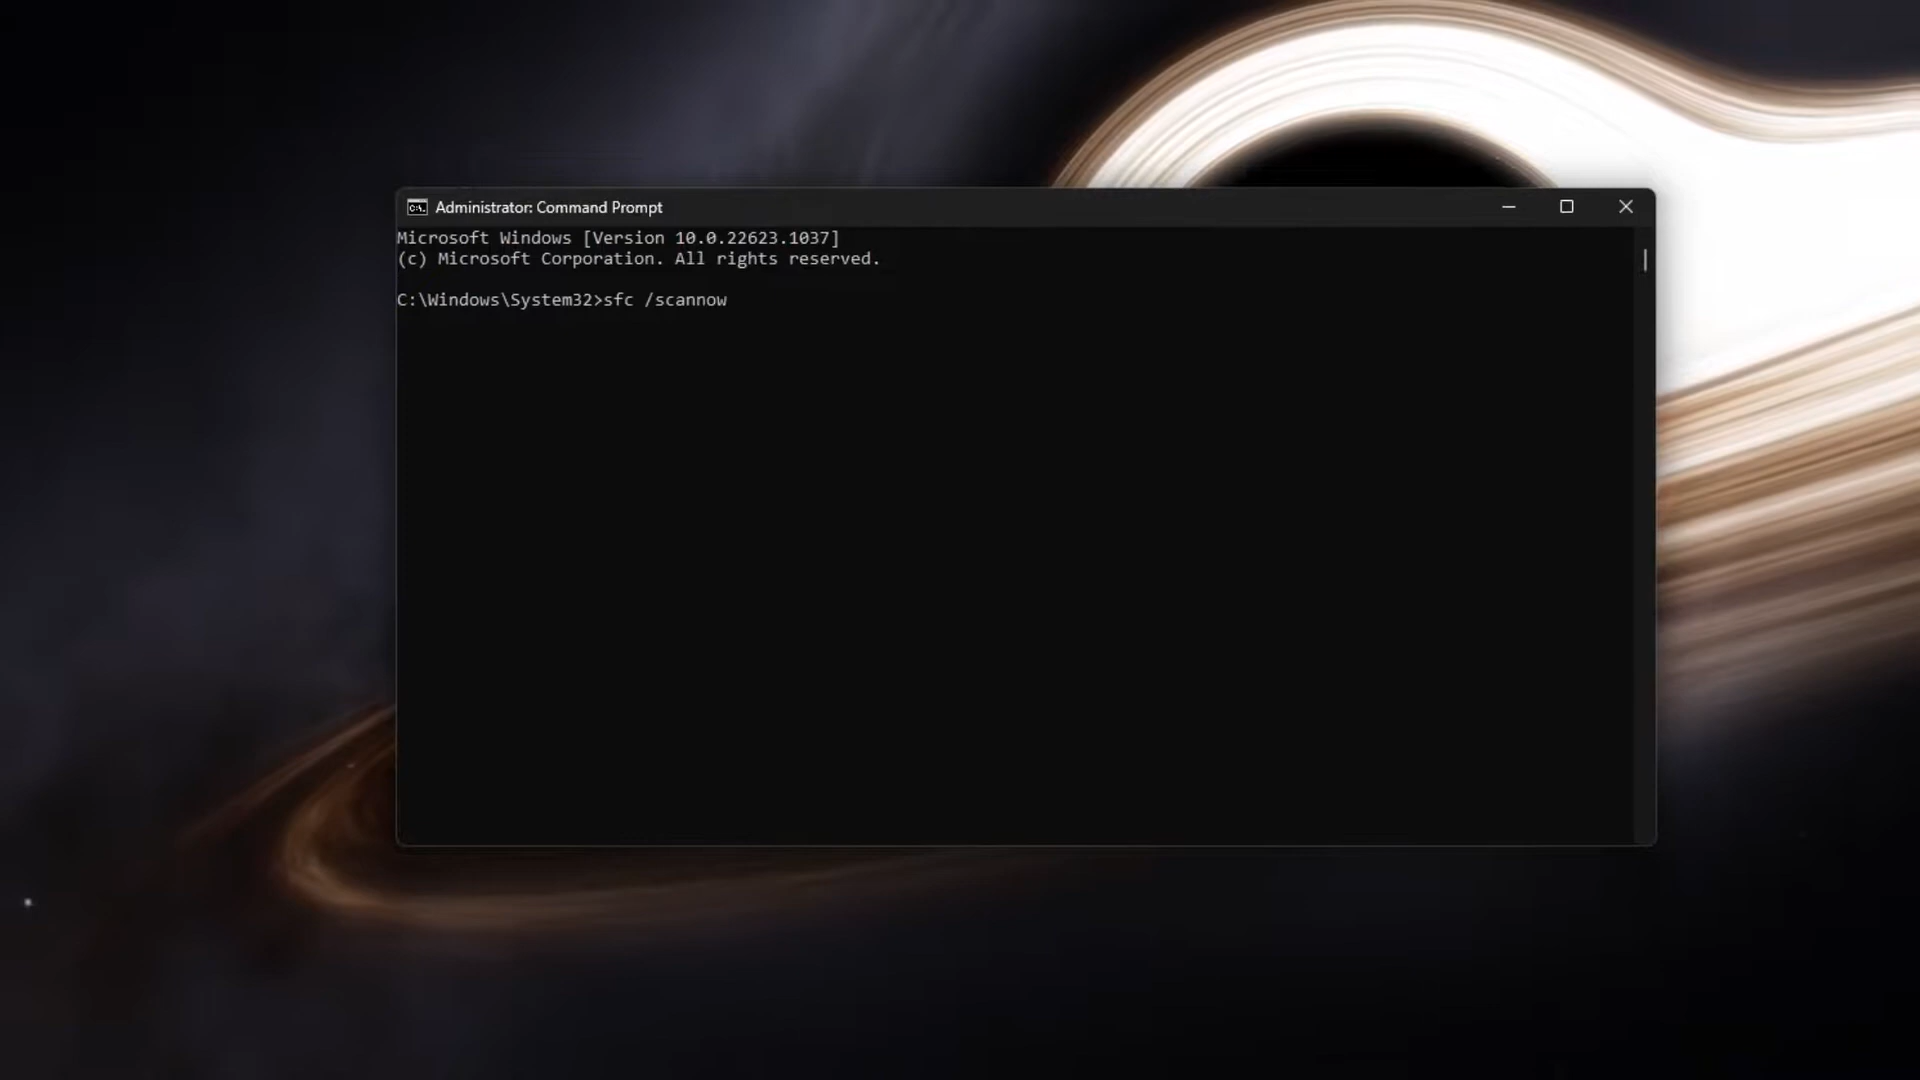 Administrator: Command Prompt
Microsoft Windows [Version 10.0.22623.1037]
(c) Microsoft Corporation. All rights reserved.
C:\Windows\System32>sfc /scannow